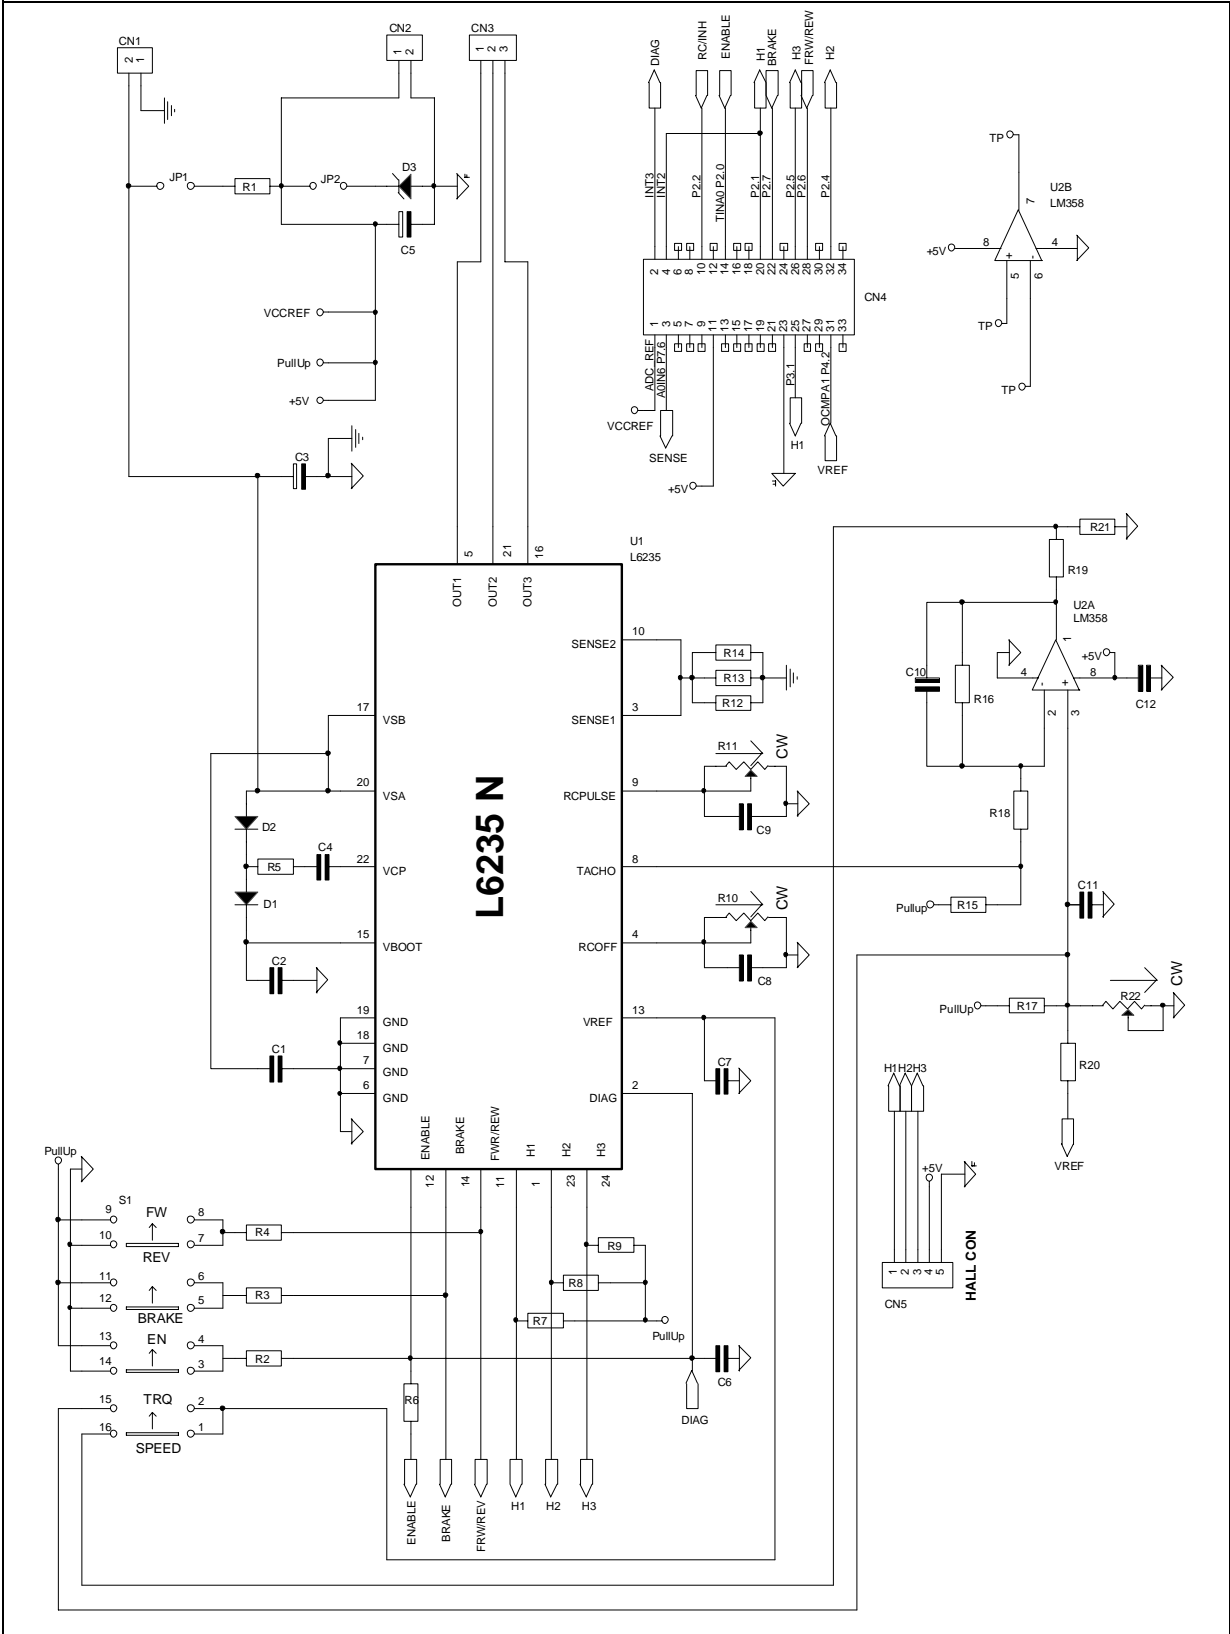 CN1
2 1
CN2
1 2
CN3
1 2 3
JP1
R1
JP2
D3
F
C5
VCCREF
PullUp
+5V
C3
DIAG
RC/INH
ENABLE
H1
BRAKE
H3
FRW/REW
H2
INT3
INT2
P2.2
TINA0 P2.0
P2.1
P2.7
P2.5
P2.6
P2.4
2 4 6 8 10 12 14 16 18 20 22 24 26 28 30 32 34
CN4
1 3 5 7 9 11 13 15 17 19 21 23 25 27 29 31 33
ADC_REF
A0IN6 P7.6
P3.1
OCMPA1 P4.2
VCCREF
SENSE
+5V
H1
VREF
TP
7
U2B
LM358
+5V
8
4
+
-
5
6
TP
TP
U1
L6235
5
21
16
OUT1
OUT2
OUT3
SENSE2
10
R14
R13
R12
SENSE1
3
17
VSB
20
VSA
D2
R5
C4
22
VCP
D1
15
VBOOT
C2
19
GND
18
GND
7
GND
6
GND
C1
L6235 N
R11
CW
RCPULSE
9
C9
TACHO
8
R10
CW
RCOFF
4
C8
VREF
13
C7
DIAG
2
ENABLE
BRAKE
FWR/REW
H1
H2
H3
12
14
11
1
23
24
R21
R19
U2A
LM358
1
+5V
4
8
-
+
2
3
C10
R16
C12
R18
Pullup
R15
C11
PullUp
R17
R22
CW
R20
VREF
H1 H2 H3
+5V
F
1 2 3 4 5
CN5
HALL CON
PullUp
S1
9
FW
8
10
REV
7
R4
11
6
12
BRAKE
5
R3
13
EN
4
14
3
R2
15
TRQ
2
16
SPEED
1
R9
R8
R7
PullUp
R6
C6
DIAG
ENABLE
BRAKE
FRW/REV
H1
H2
H3